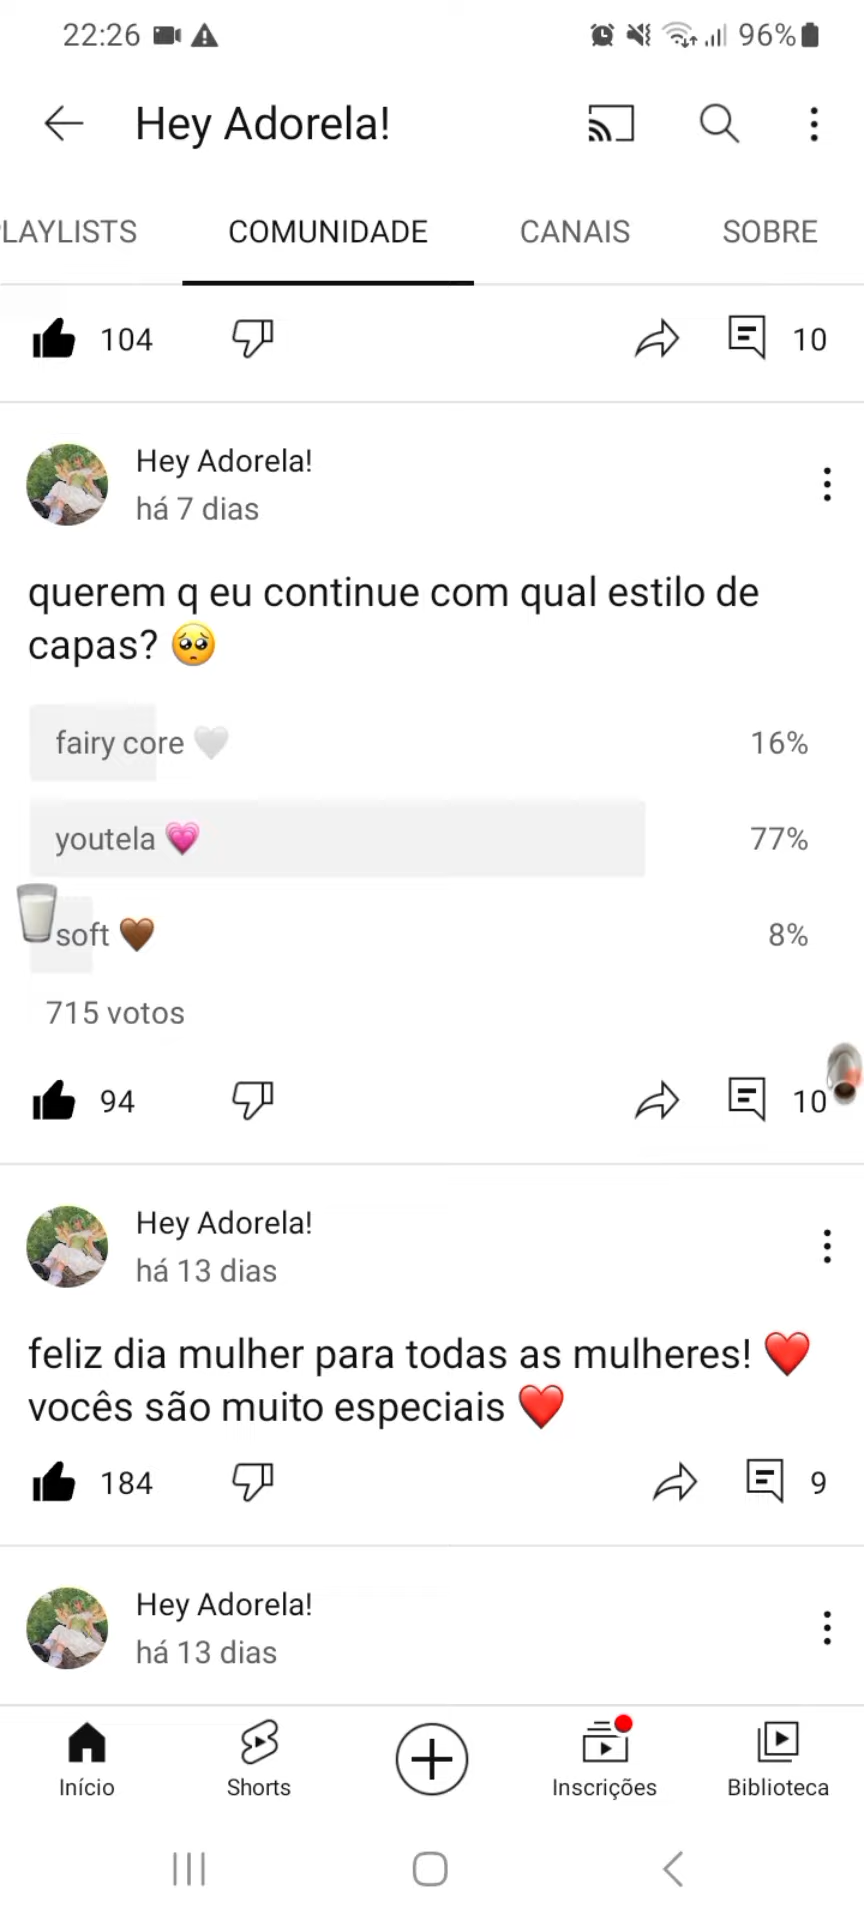 22:26 96%
Hey Adorela!
LAYLISTS COMUNIDADE CANAIS SOBRE
104 10
Hey Adorela!
há 7 dias
querem q eu continue com qual estilo de
capas? 🥺
fairy core 🤍 16%
youtela 💗 77%
soft 🤎 8%
715 votos
94 10
Hey Adorela!
há 13 dias
feliz dia mulher para todas as mulheres! ❤️
vocês são muito especiais ❤️
184 9
Hey Adorela!
há 13 dias
Início Shorts Inscrições Biblioteca